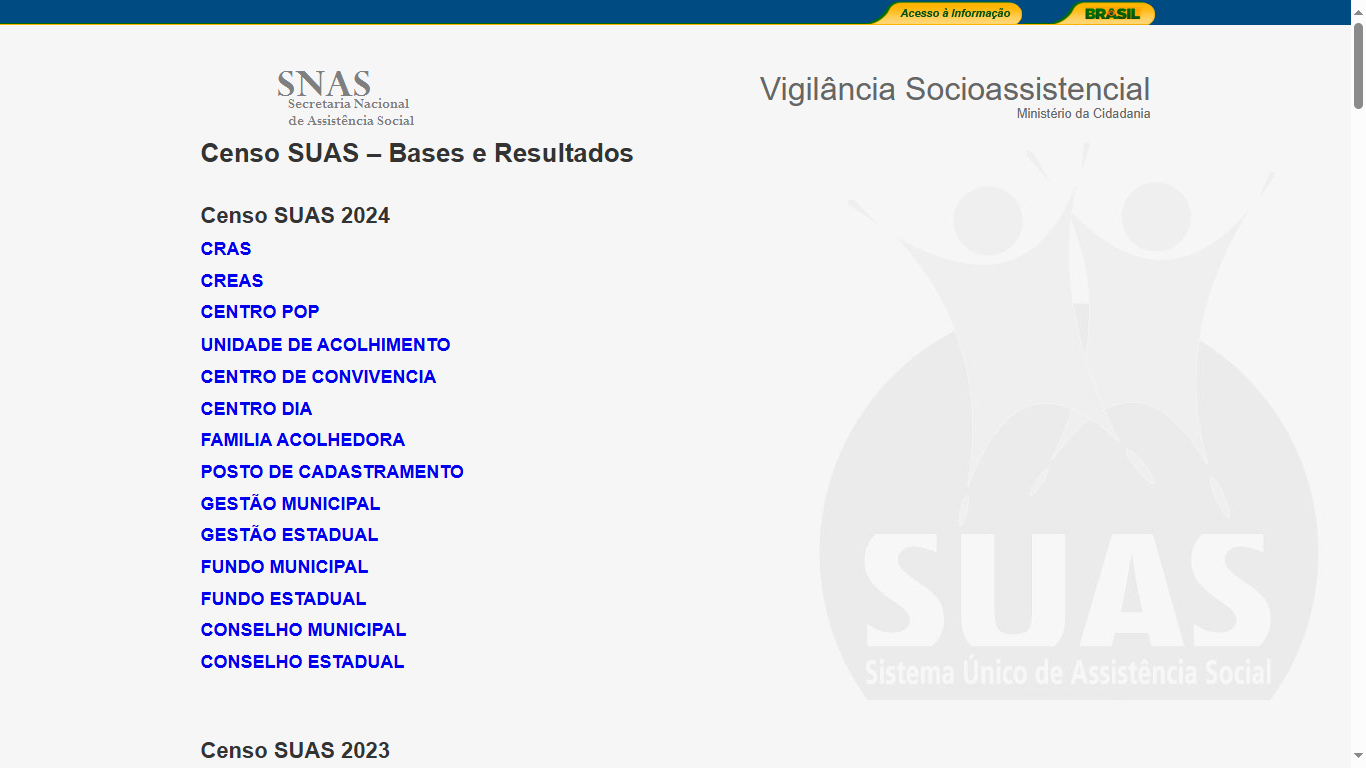 Acesso à Informação
BRASIL
SNAS
Secretaria Nacional
de Assistência Social
Vigilância Socioassistencial
Ministério da Cidadania
Censo SUAS – Bases e Resultados
Censo SUAS 2024
CRAS
CREAS
CENTRO POP
UNIDADE DE ACOLHIMENTO
CENTRO DE CONVIVENCIA
CENTRO DIA
FAMILIA ACOLHEDORA
POSTO DE CADASTRAMENTO
GESTÃO MUNICIPAL
GESTÃO ESTADUAL
FUNDO MUNICIPAL
FUNDO ESTADUAL
CONSELHO MUNICIPAL
CONSELHO ESTADUAL
SUAS
Sistema Único de Assistência Social
Censo SUAS 2023